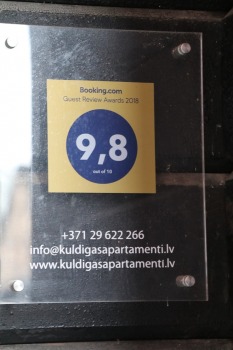 Booking.com
Guest Review Awards 2018
9,8
out of 10
+371 29 622 266
info@kuldigasapartamenti.lv
www.kuldigasapartamenti.lv